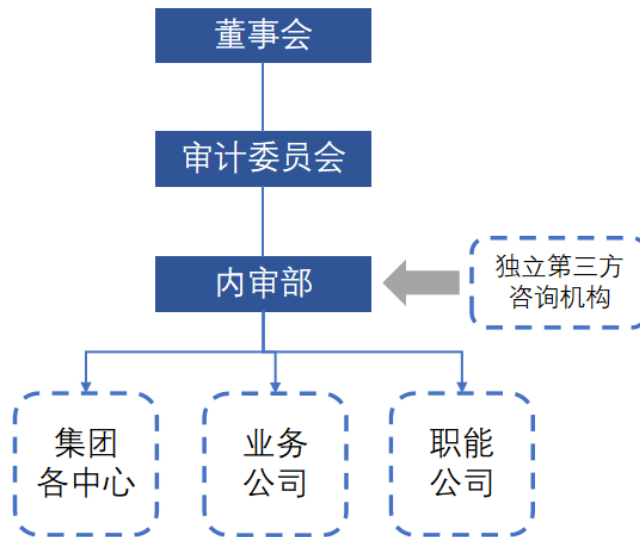 董事会
审计委员会
内审部
独立第三方
咨询机构
集团
各中心
业务
公司
职能
公司